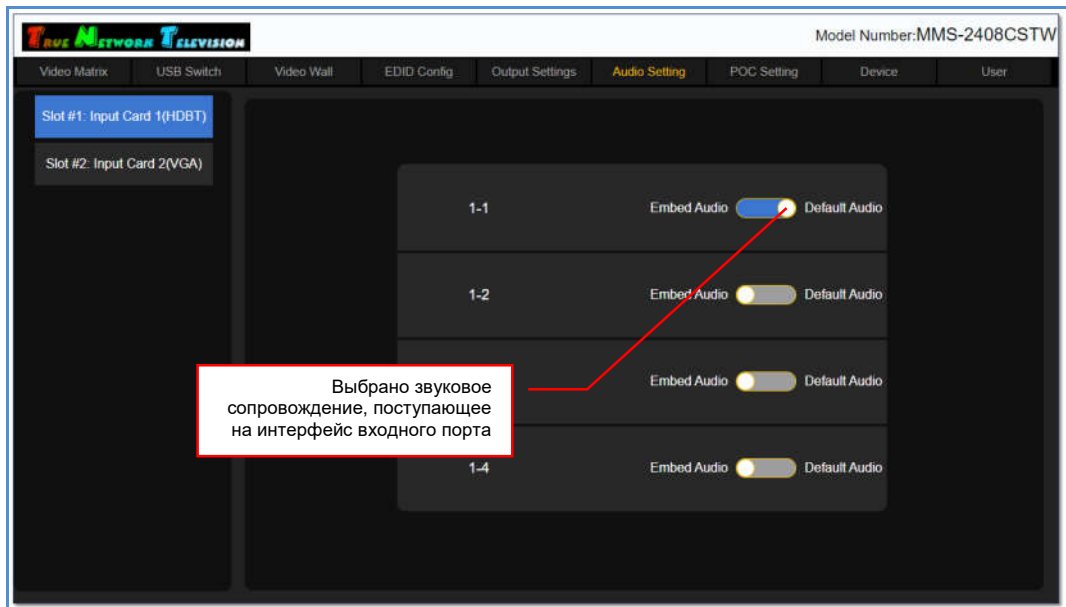 True Network Television
Model Number:MMS-2408CSTW
Video Matrix USB Switch Video Wall EDID Config Output Settings Audio Setting POC Setting Device User
Slot #1: Input Card 1(HDBT)
Slot #2: Input Card 2(VGA)
1-1 Embed Audio Default Audio
1-2 Embed Audio Default Audio
Embed Audio Default Audio
Выбрано звуковое
сопровождение, поступающее
на интерфейс входного порта
1-4 Embed Audio Default Audio